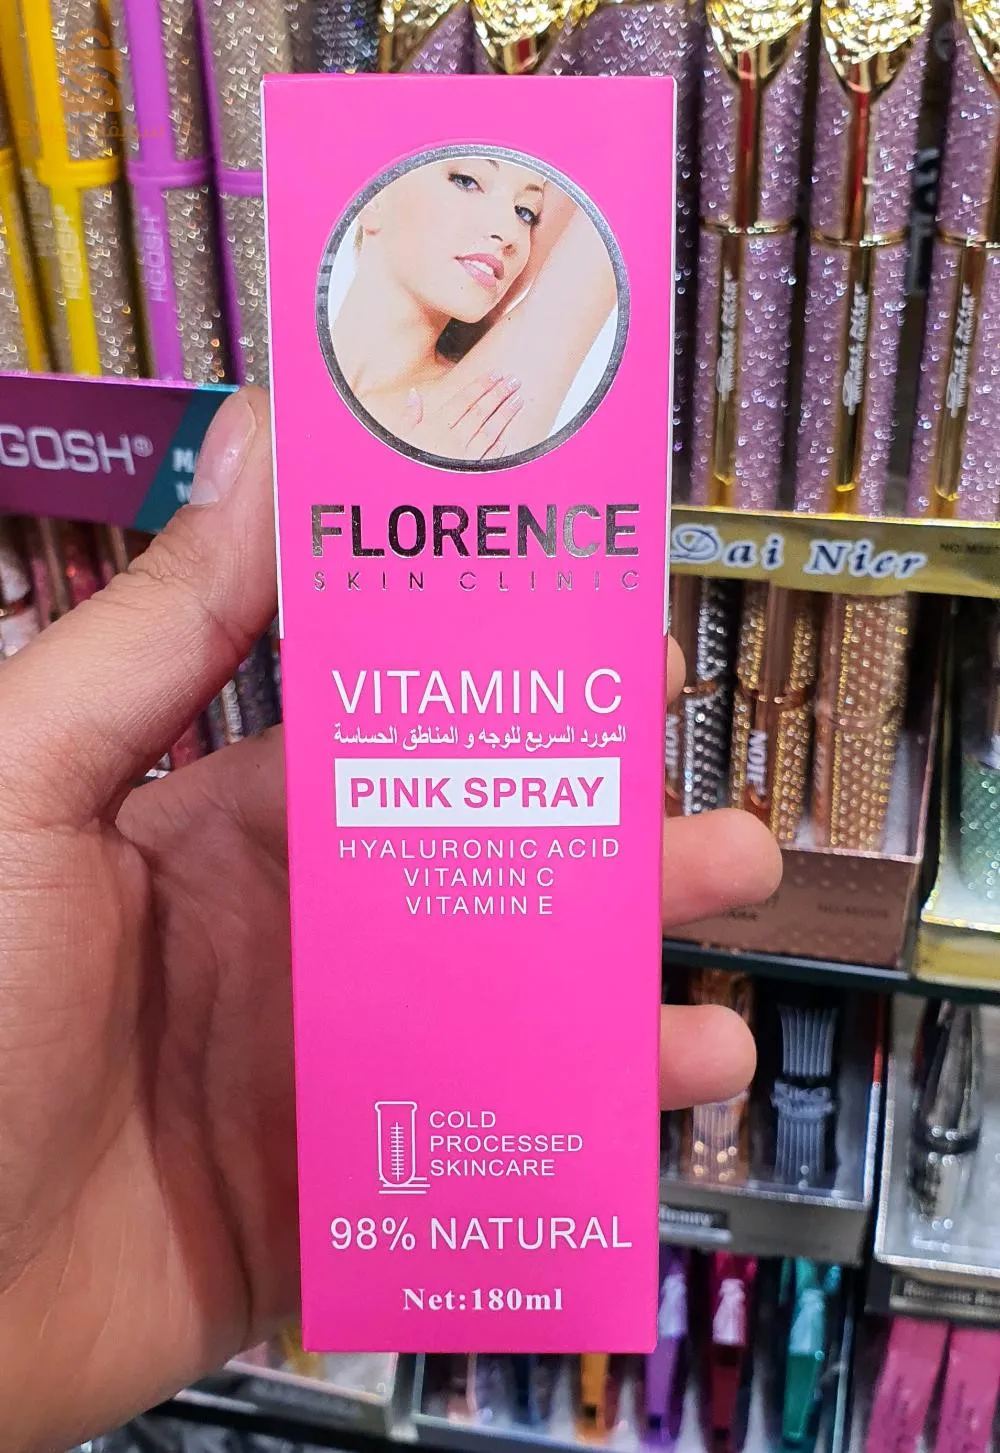 FLORENCE
SKIN CLINIC
VITAMIN C
المورد السريع للوجه و المناطق الحساسة
PINK SPRAY
HYALURONIC ACID
VITAMIN C
VITAMIN E
COLD
PROCESSED
SKINCARE
98% NATURAL
Net:180ml
GOSH®
Dai Nier